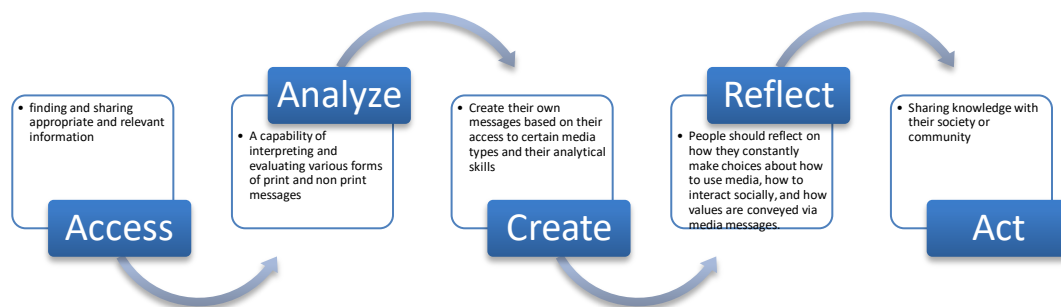 • finding and sharing
appropriate and relevant
information
Access
Analyze
• A capability of
interpreting and
evaluating various forms
of print and non print
messages
• Create their own
messages based on their
access to certain media
types and their analytical
skills
Create
Reflect
• People should reflect on
how they constantly
make choices about how
to use media, how to
interact socially, and how
values are conveyed via
media messages.
• Sharing knowledge with
their society or
community
Act